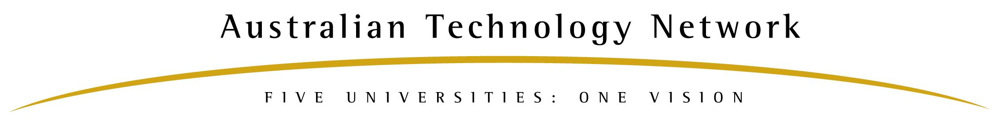 Australian Technology Network
FIVE UNIVERSITIES: ONE VISION